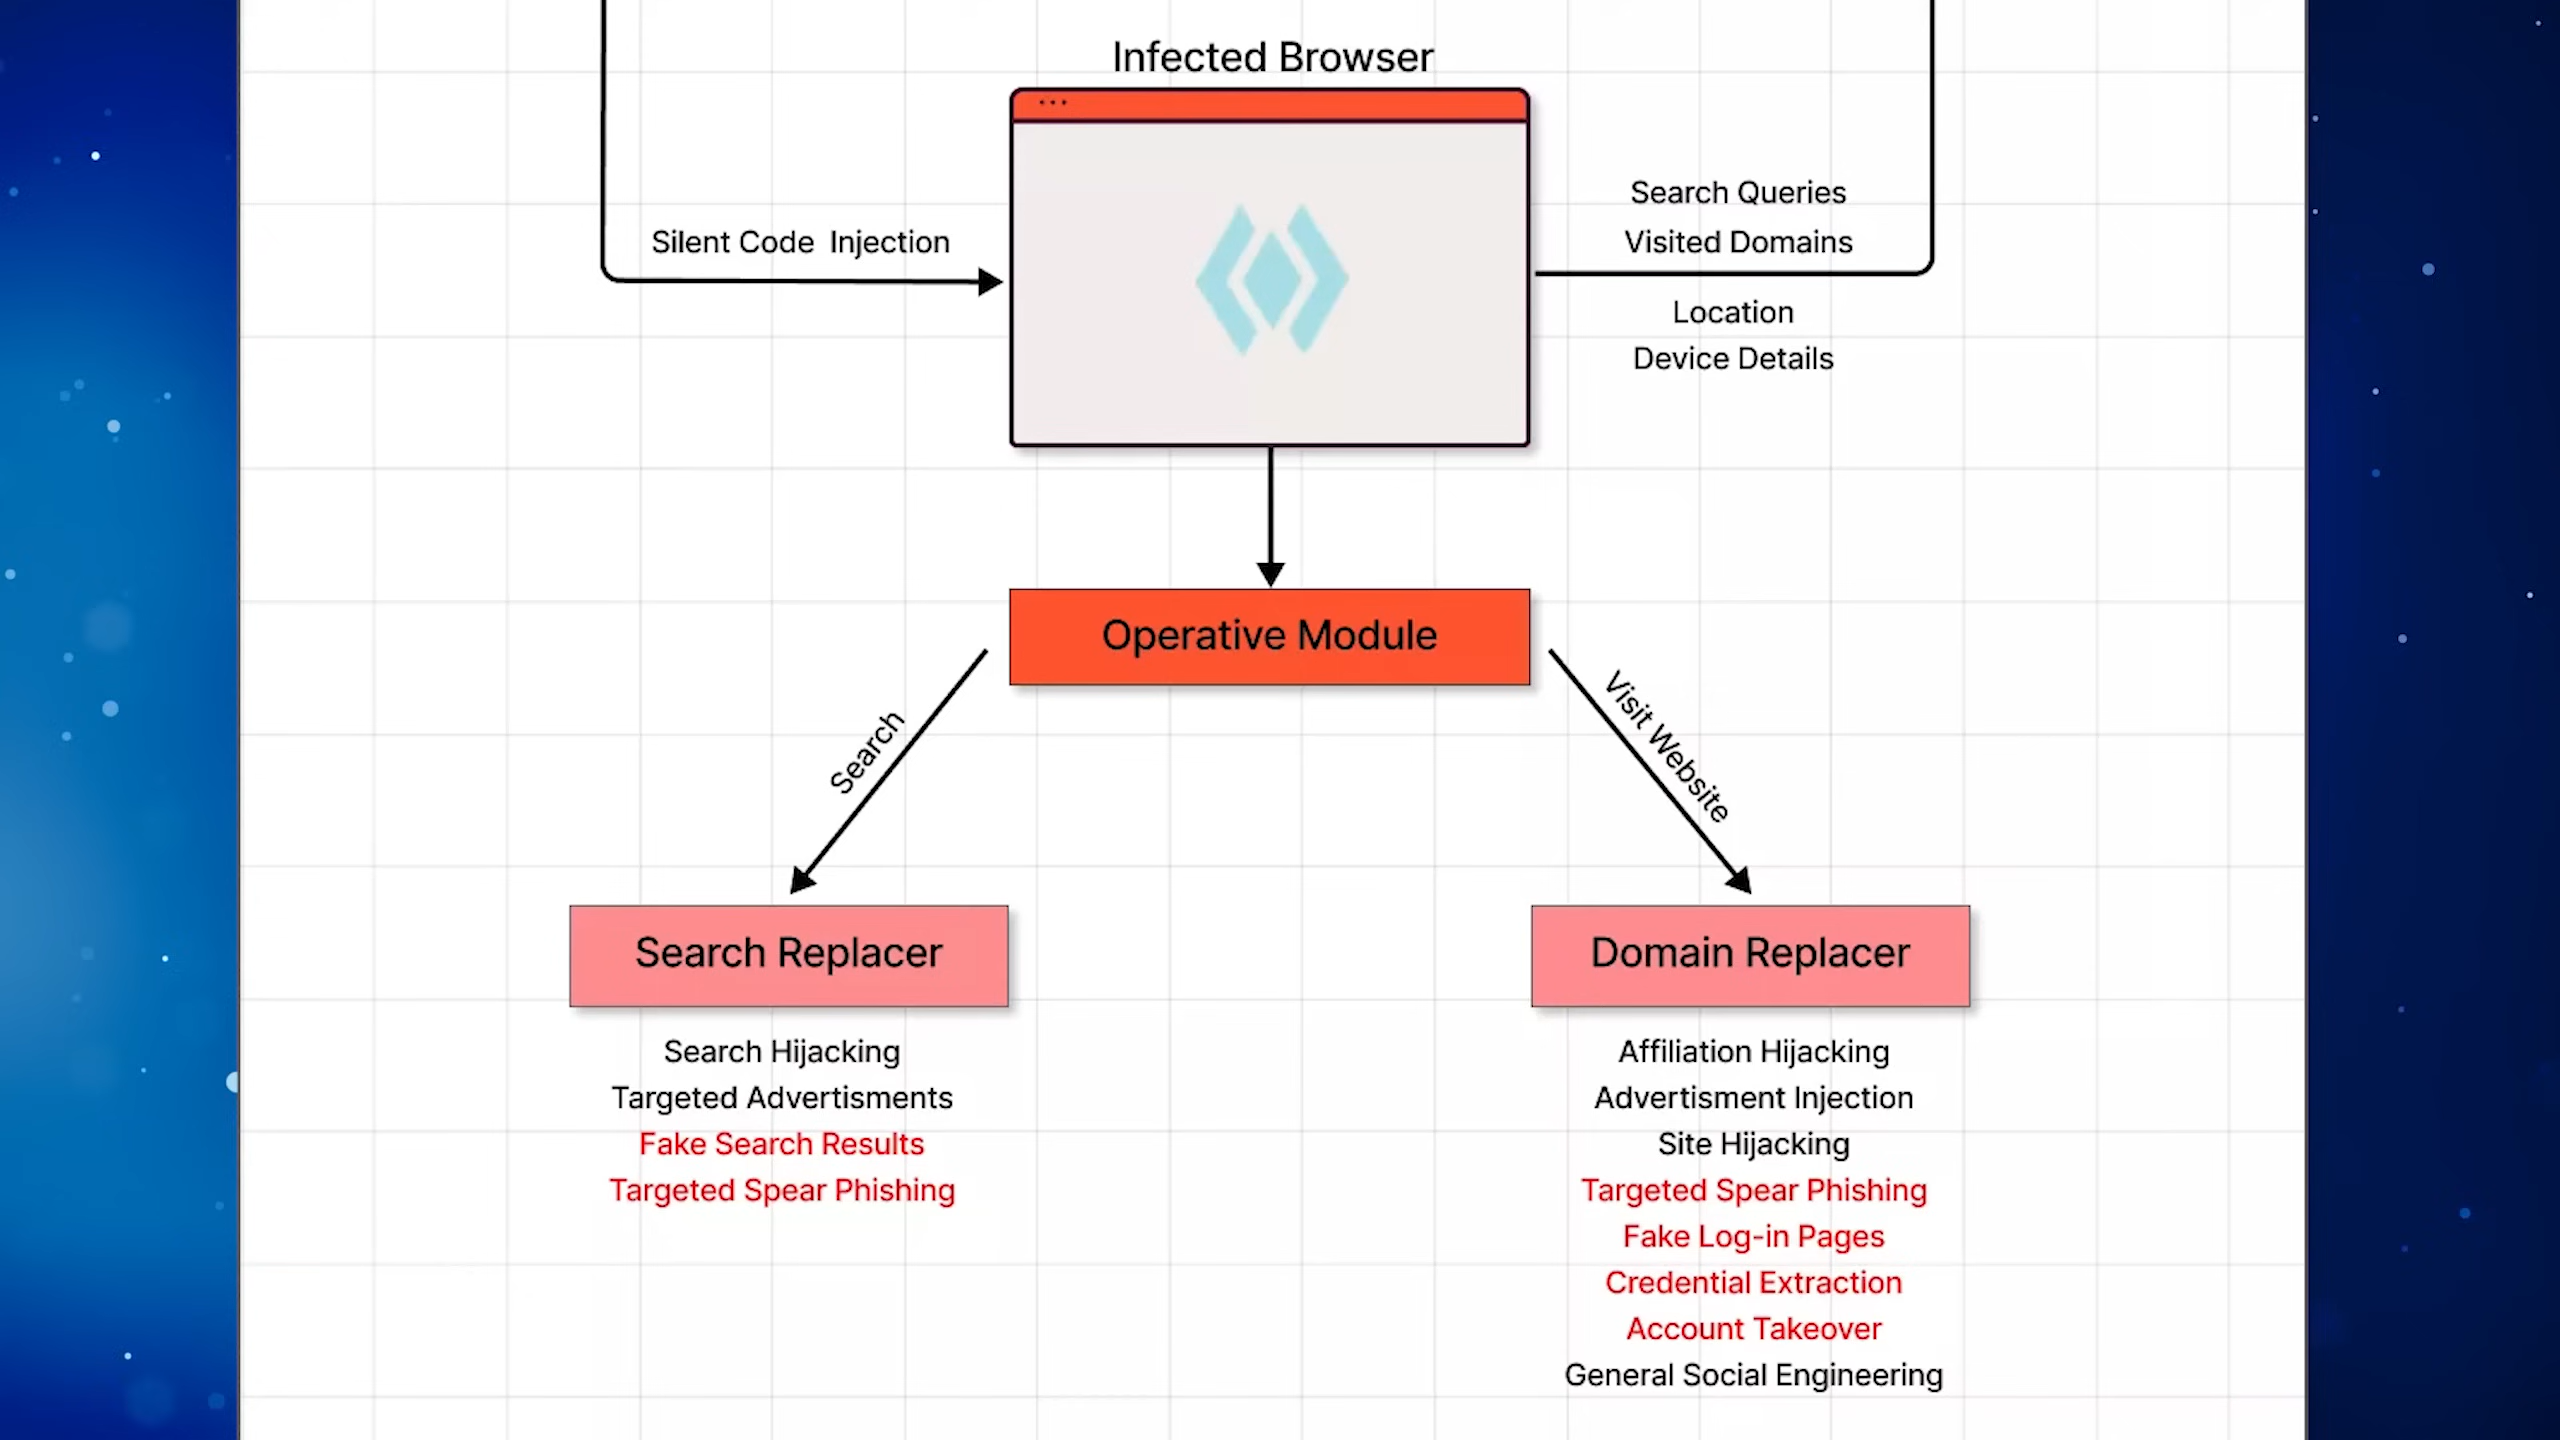 Infected Browser
Silent Code Injection
Search Queries
Visited Domains
Location
Device Details
Operative Module
Search
Visit Website
Search Replacer
Search Hijacking
Targeted Advertisments
Fake Search Results
Targeted Spear Phishing
Domain Replacer
Affiliation Hijacking
Advertisment Injection
Site Hijacking
Targeted Spear Phishing
Fake Log-in Pages
Credential Extraction
Account Takeover
General Social Engineering